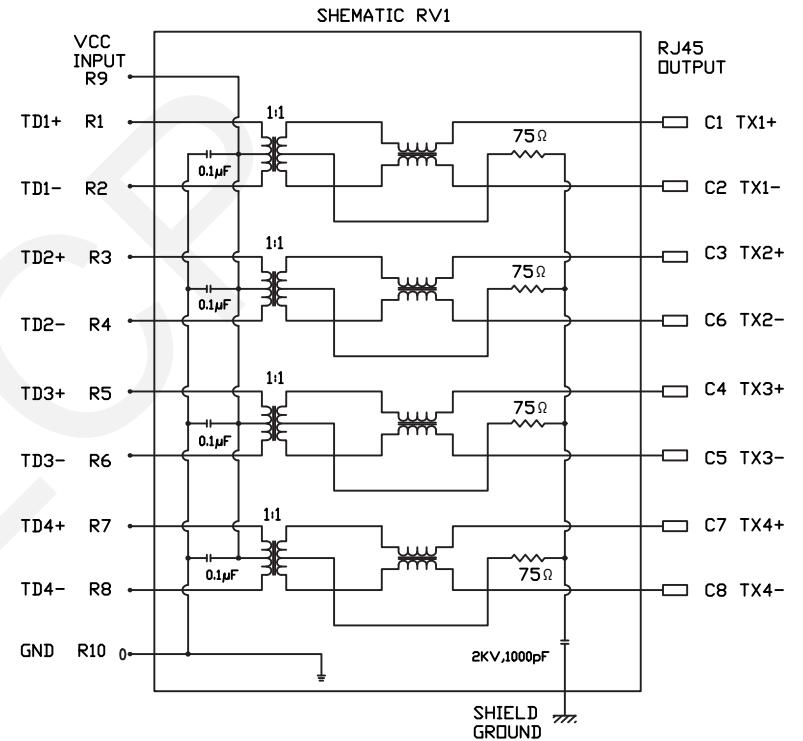 SHEMATIC RV1
VCC
INPUT
R9
RJ45
OUTPUT
TD1+ R1 1:1 75Ω C1 TX1+
0.1µF
TD1- R2 C2 TX1-
TD2+ R3 1:1 75Ω C3 TX2+
0.1µF
TD2- R4 C6 TX2-
TD3+ R5 1:1 75Ω C4 TX3+
0.1µF
TD3- R6 C5 TX3-
TD4+ R7 1:1 C7 TX4+
0.1µF 75Ω
TD4- R8 C8 TX4-
GND R10 0
2KV,1000pF
SHIELD
GROUND